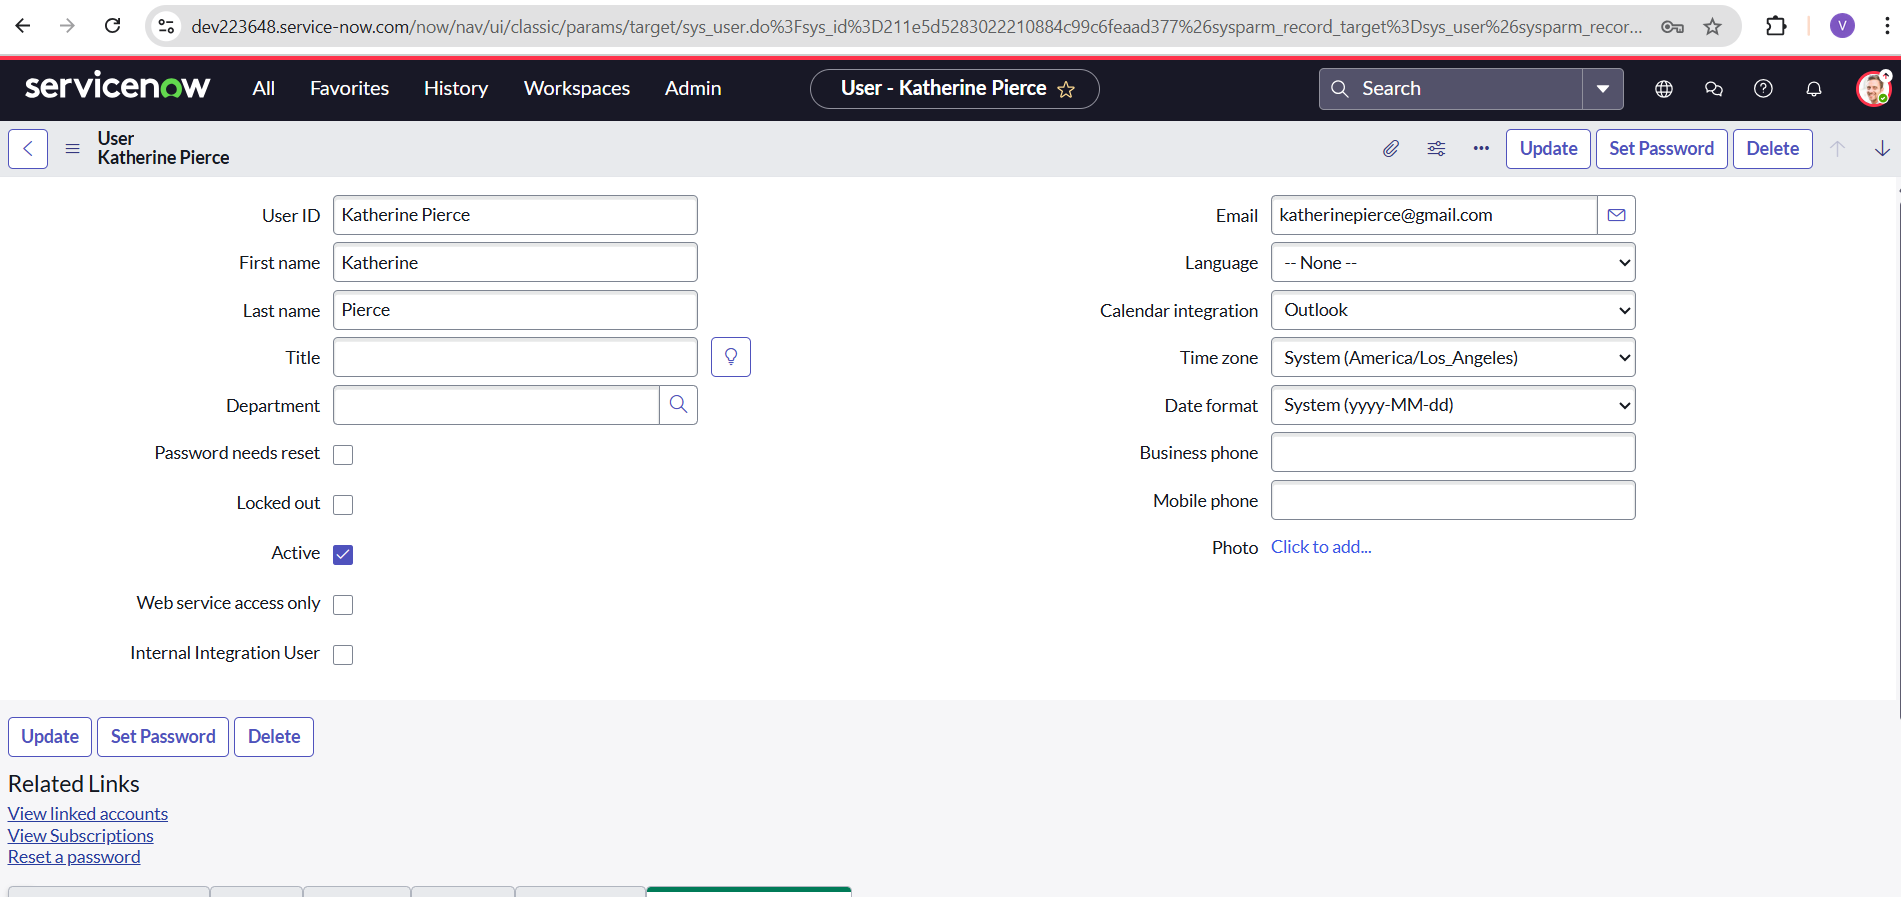 dev223648.service-now.com/now/nav/ui/classic/params/target/sys_user.do%3Fsys_id%3D211e5d5283022210884c99c6feaad377%26sysparm_record_target%3Dsys_user%26sysparm_recor...
V
servicenow
All
Favorites
History
Workspaces
Admin
User - Katherine Pierce
Search
User
Katherine Pierce
Update
Set Password
Delete
User ID
Katherine Pierce
First name
Katherine
Last name
Pierce
Title
Department
Password needs reset
Locked out
Active
Web service access only
Internal Integration User
Email
katherinepierce@gmail.com
Language
-- None --
Calendar integration
Outlook
Time zone
System (America/Los_Angeles)
Date format
System (yyyy-MM-dd)
Business phone
Mobile phone
Photo
Click to add...
Update
Set Password
Delete
Related Links
View linked accounts
View Subscriptions
Reset a password